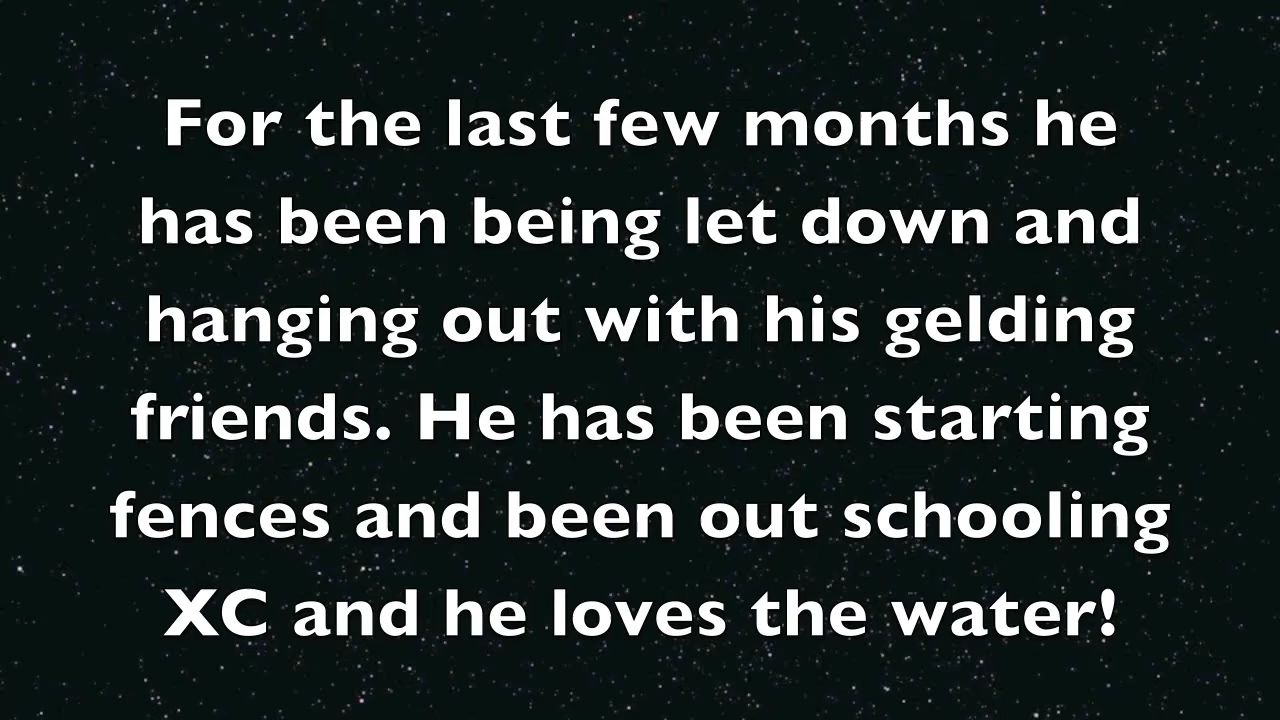 For the last few months he
has been being let down and
hanging out with his gelding
friends. He has been starting
fences and been out schooling
XC and he loves the water!